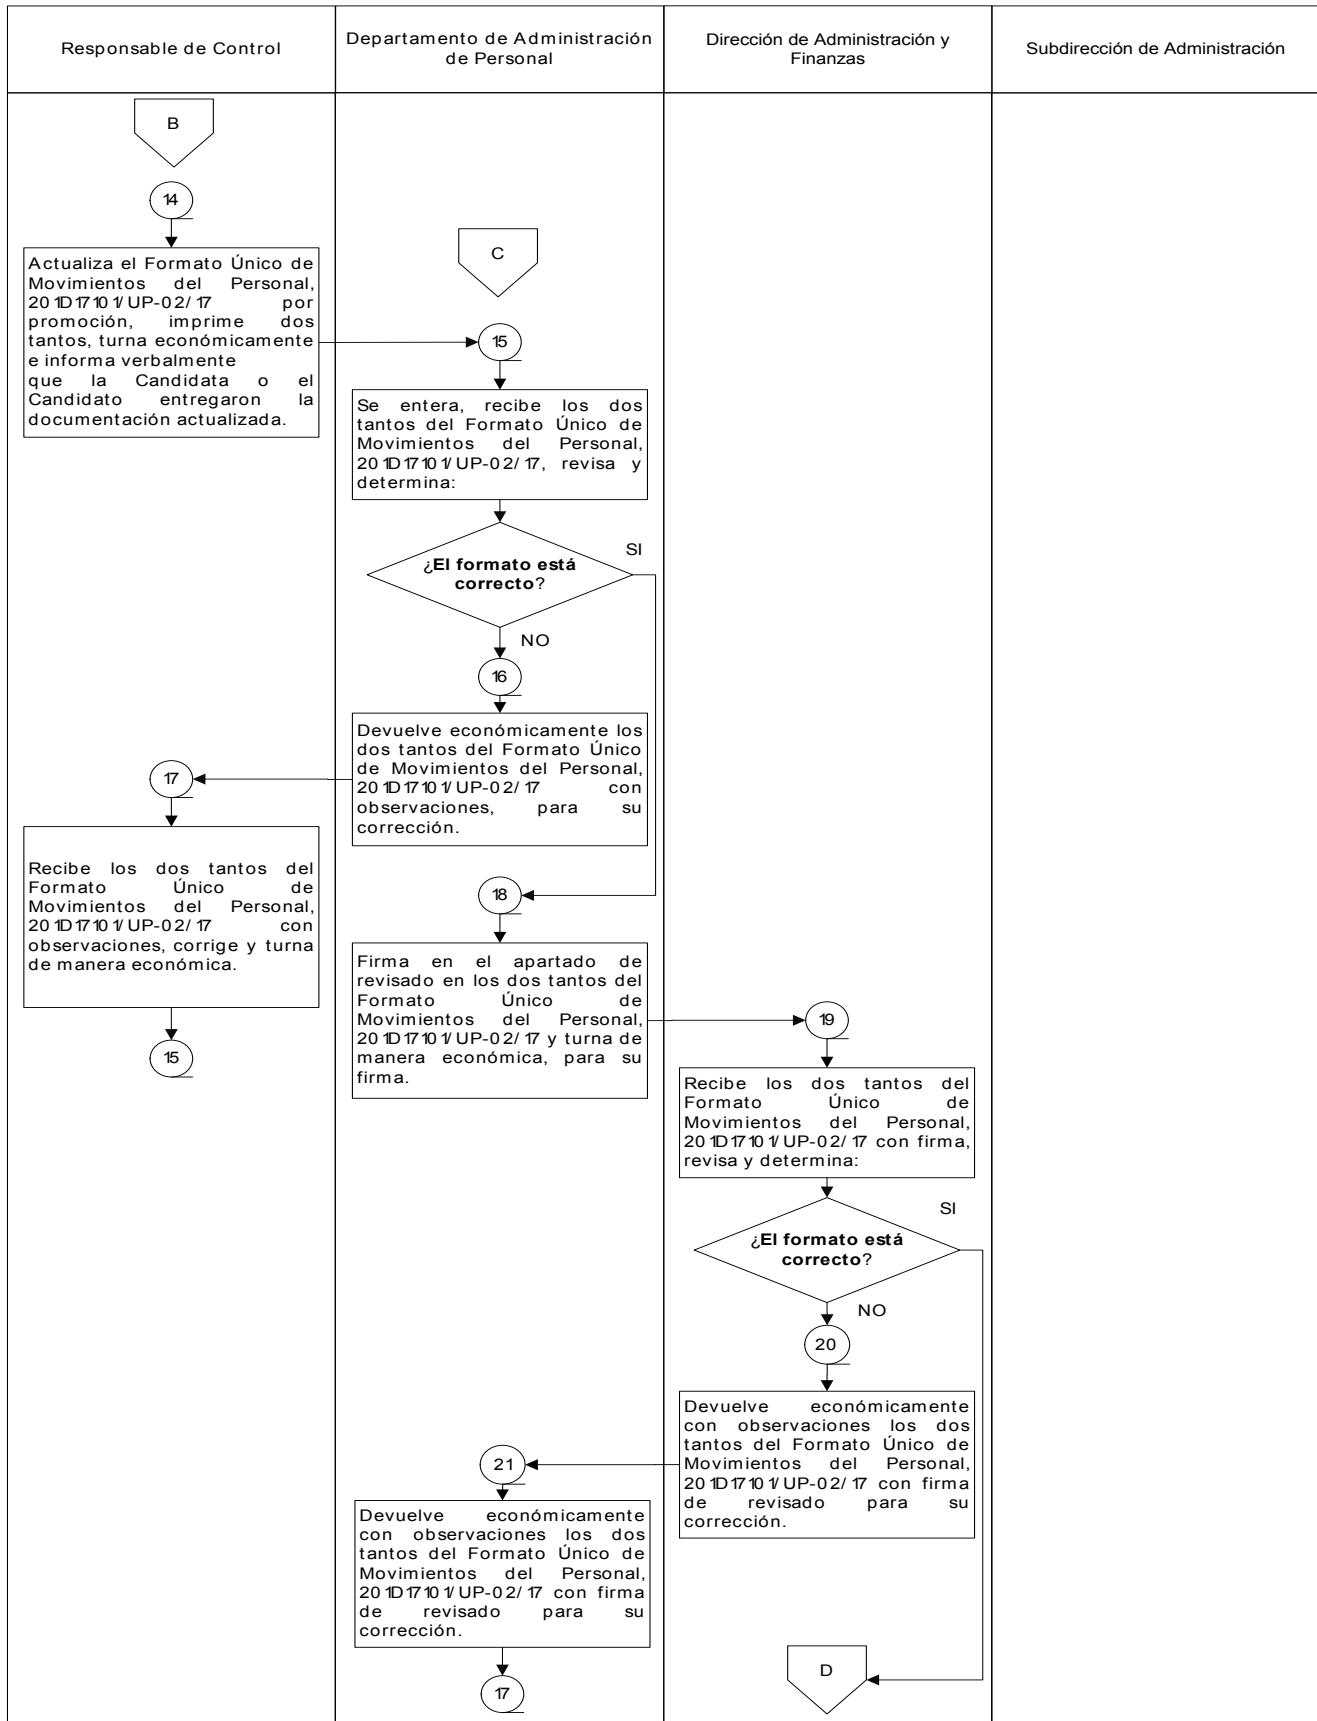 Responsable de Control
Departamento de Administración
de Personal
Dirección de Administración y
Finanzas
Subdirección de Administración
B
14
Actualiza el Formato Único de
Movimientos del Personal,
201D17101/UP-02/17 por
promoción, imprime dos
tantos, turna económicamente
e informa verbalmente
que la Candidata o el
Candidato entregaron la
documentación actualizada.
C
15
Se entera, recibe los dos
tantos del Formato Único de
Movimientos del Personal,
201D17101/UP-02/17, revisa y
determina:
¿El formato está
correcto?
SI
NO
16
Devuelve económicamente los
dos tantos del Formato Único
de Movimientos del Personal,
201D17101/UP-02/17 con
observaciones, para su
corrección.
17
Recibe los dos tantos del
Formato Único de
Movimientos del Personal,
201D17101/UP-02/17 con
observaciones, corrige y turna
de manera económica.
15
18
Firma en el apartado de
revisado en los dos tantos del
Formato Único de
Movimientos del Personal,
201D17101/UP-02/17 y turna de
manera económica, para su
firma.
19
Recibe los dos tantos del
Formato Único de
Movimientos del Personal,
201D17101/UP-02/17 con firma,
revisa y determina:
¿El formato está
correcto?
SI
NO
20
Devuelve económicamente
con observaciones los dos
tantos del Formato Único de
Movimientos del Personal,
201D17101/UP-02/17 con firma
de revisado para su
corrección.
21
Devuelve económicamente
con observaciones los dos
tantos del Formato Único de
Movimientos del Personal,
201D17101/UP-02/17 con firma
de revisado para su
corrección.
17
D